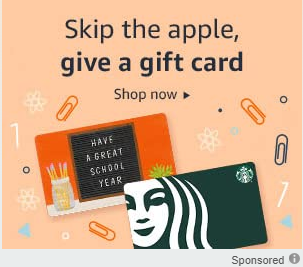 Skip the apple,
give a gift card
Shop now ▸
HAVE
A GREAT
SCHOOL
YEAR
Sponsored